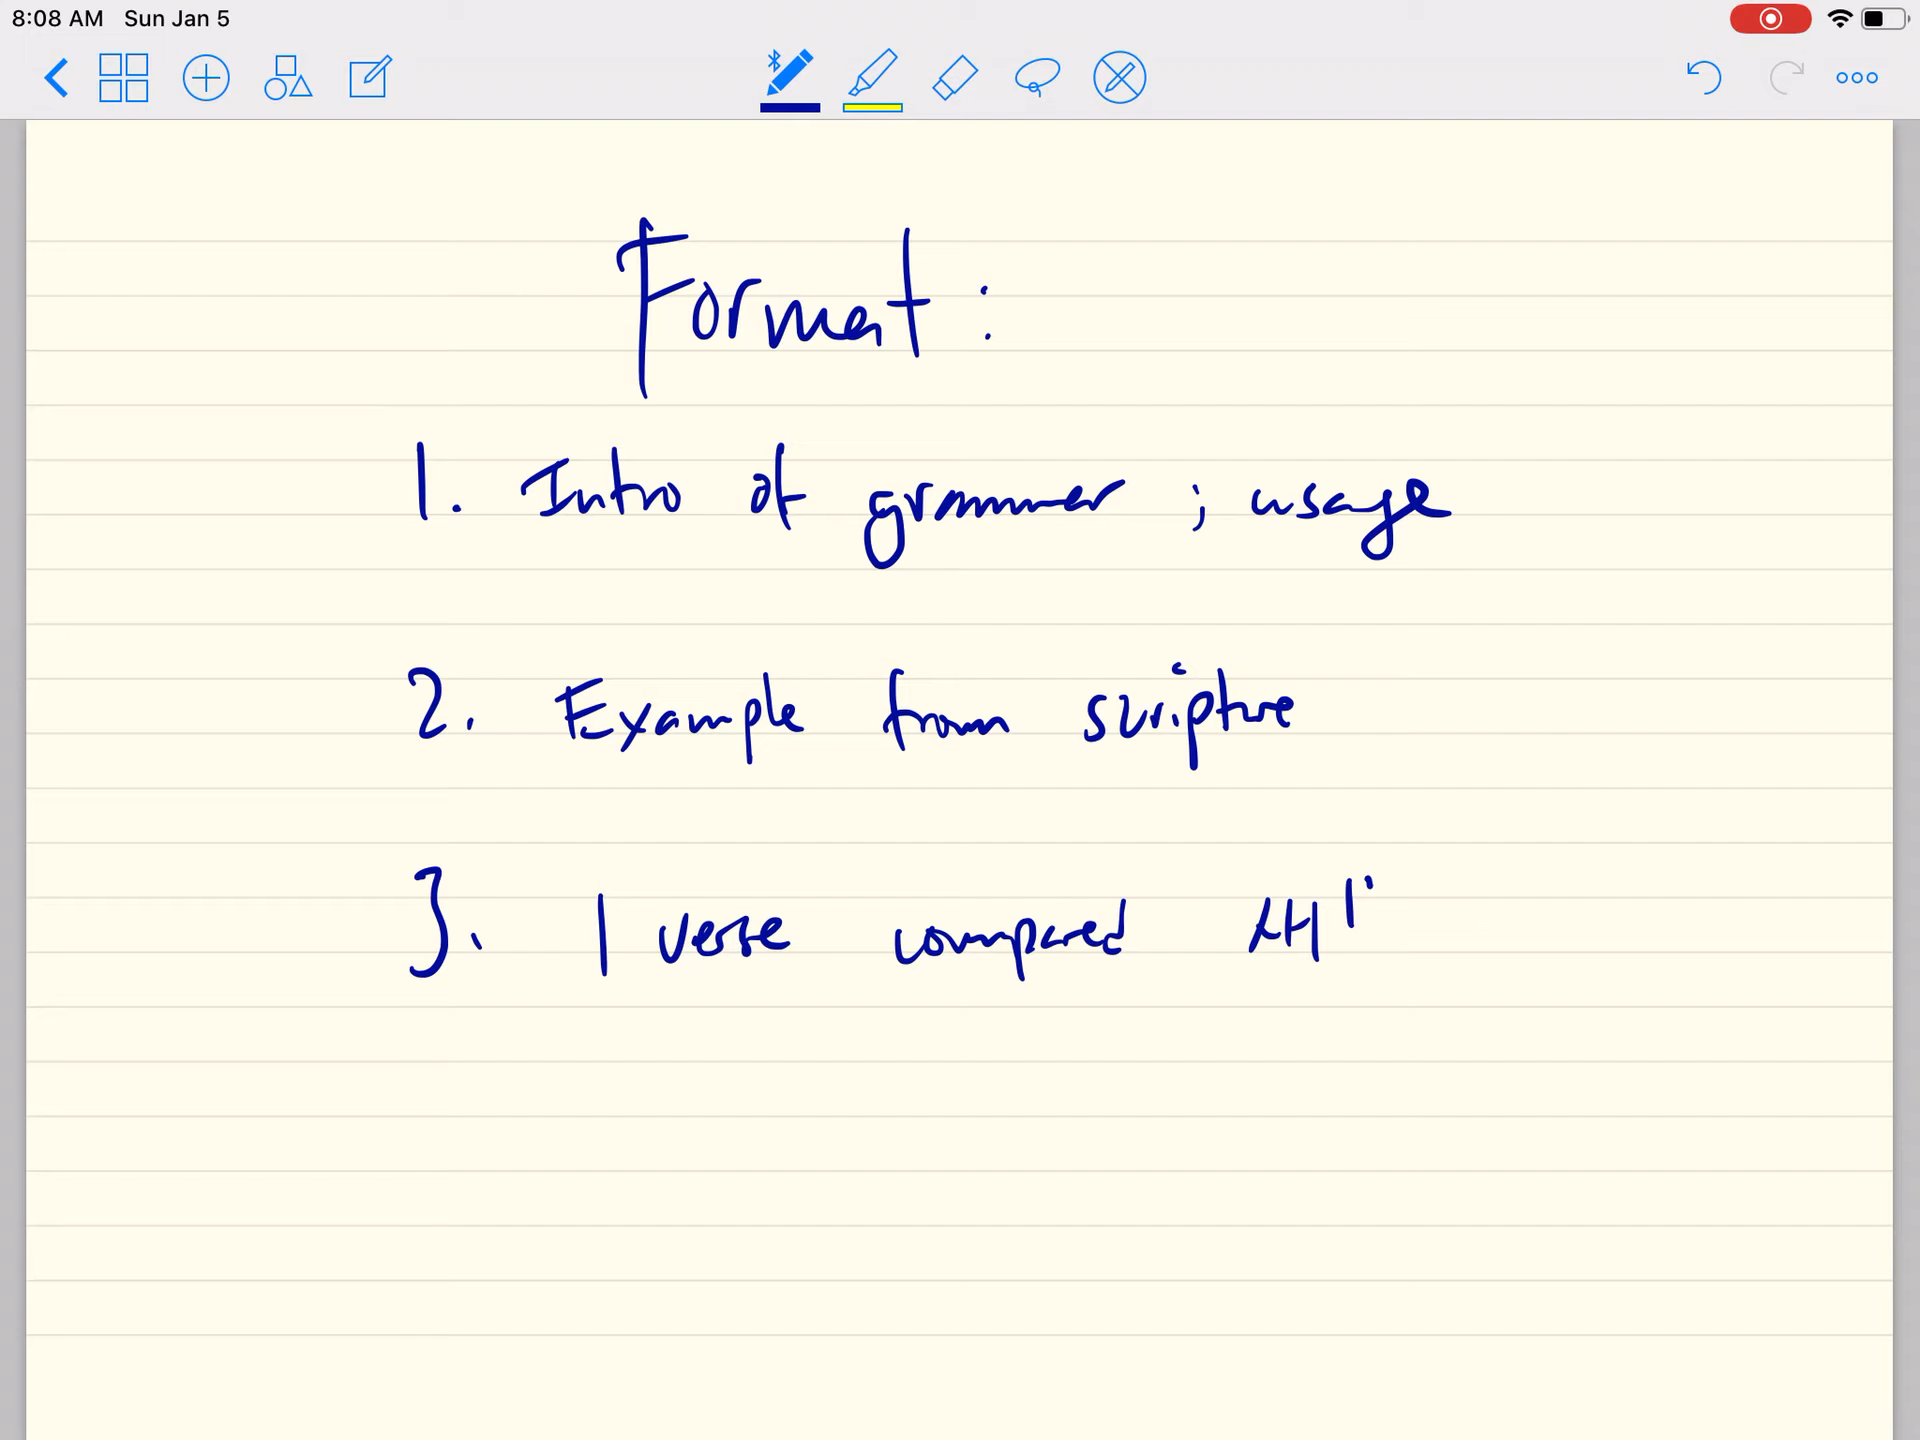 8:08 AM Sun Jan 5
Format:
1. Intro of grammer ; usage
2. Example from scripture
3. 1 verse compared